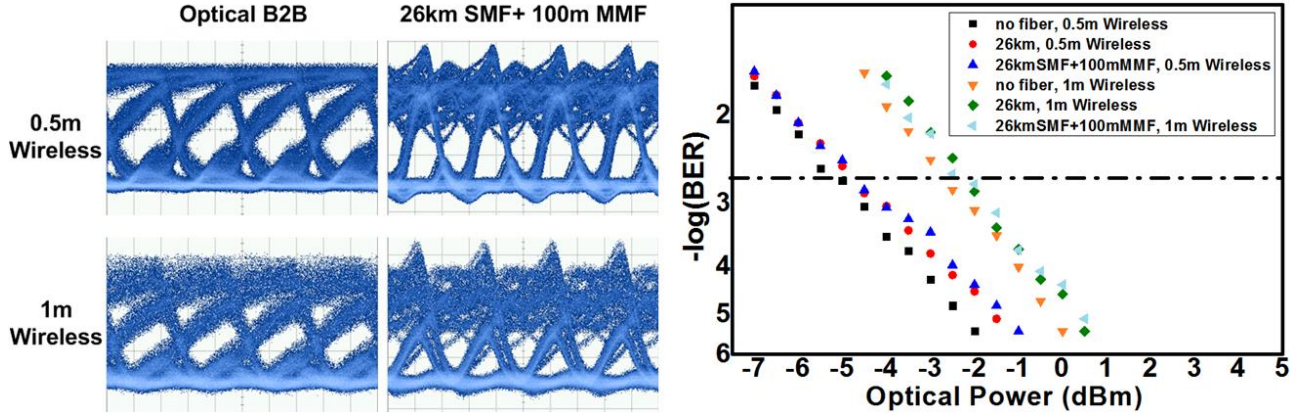 Optical B2B
26km SMF+ 100m MMF
0.5m
Wireless
1m
Wireless
no fiber, 0.5m Wireless
26km, 0.5m Wireless
26kmSMF+100mMMF, 0.5m Wireless
no fiber, 1m Wireless
26km, 1m Wireless
26kmSMF+100mMMF, 1m Wireless
-log(BER)
2
3
4
5
6
-7 -6 -5 -4 -3 -2 -1 0 1 2 3 4 5
Optical Power (dBm)